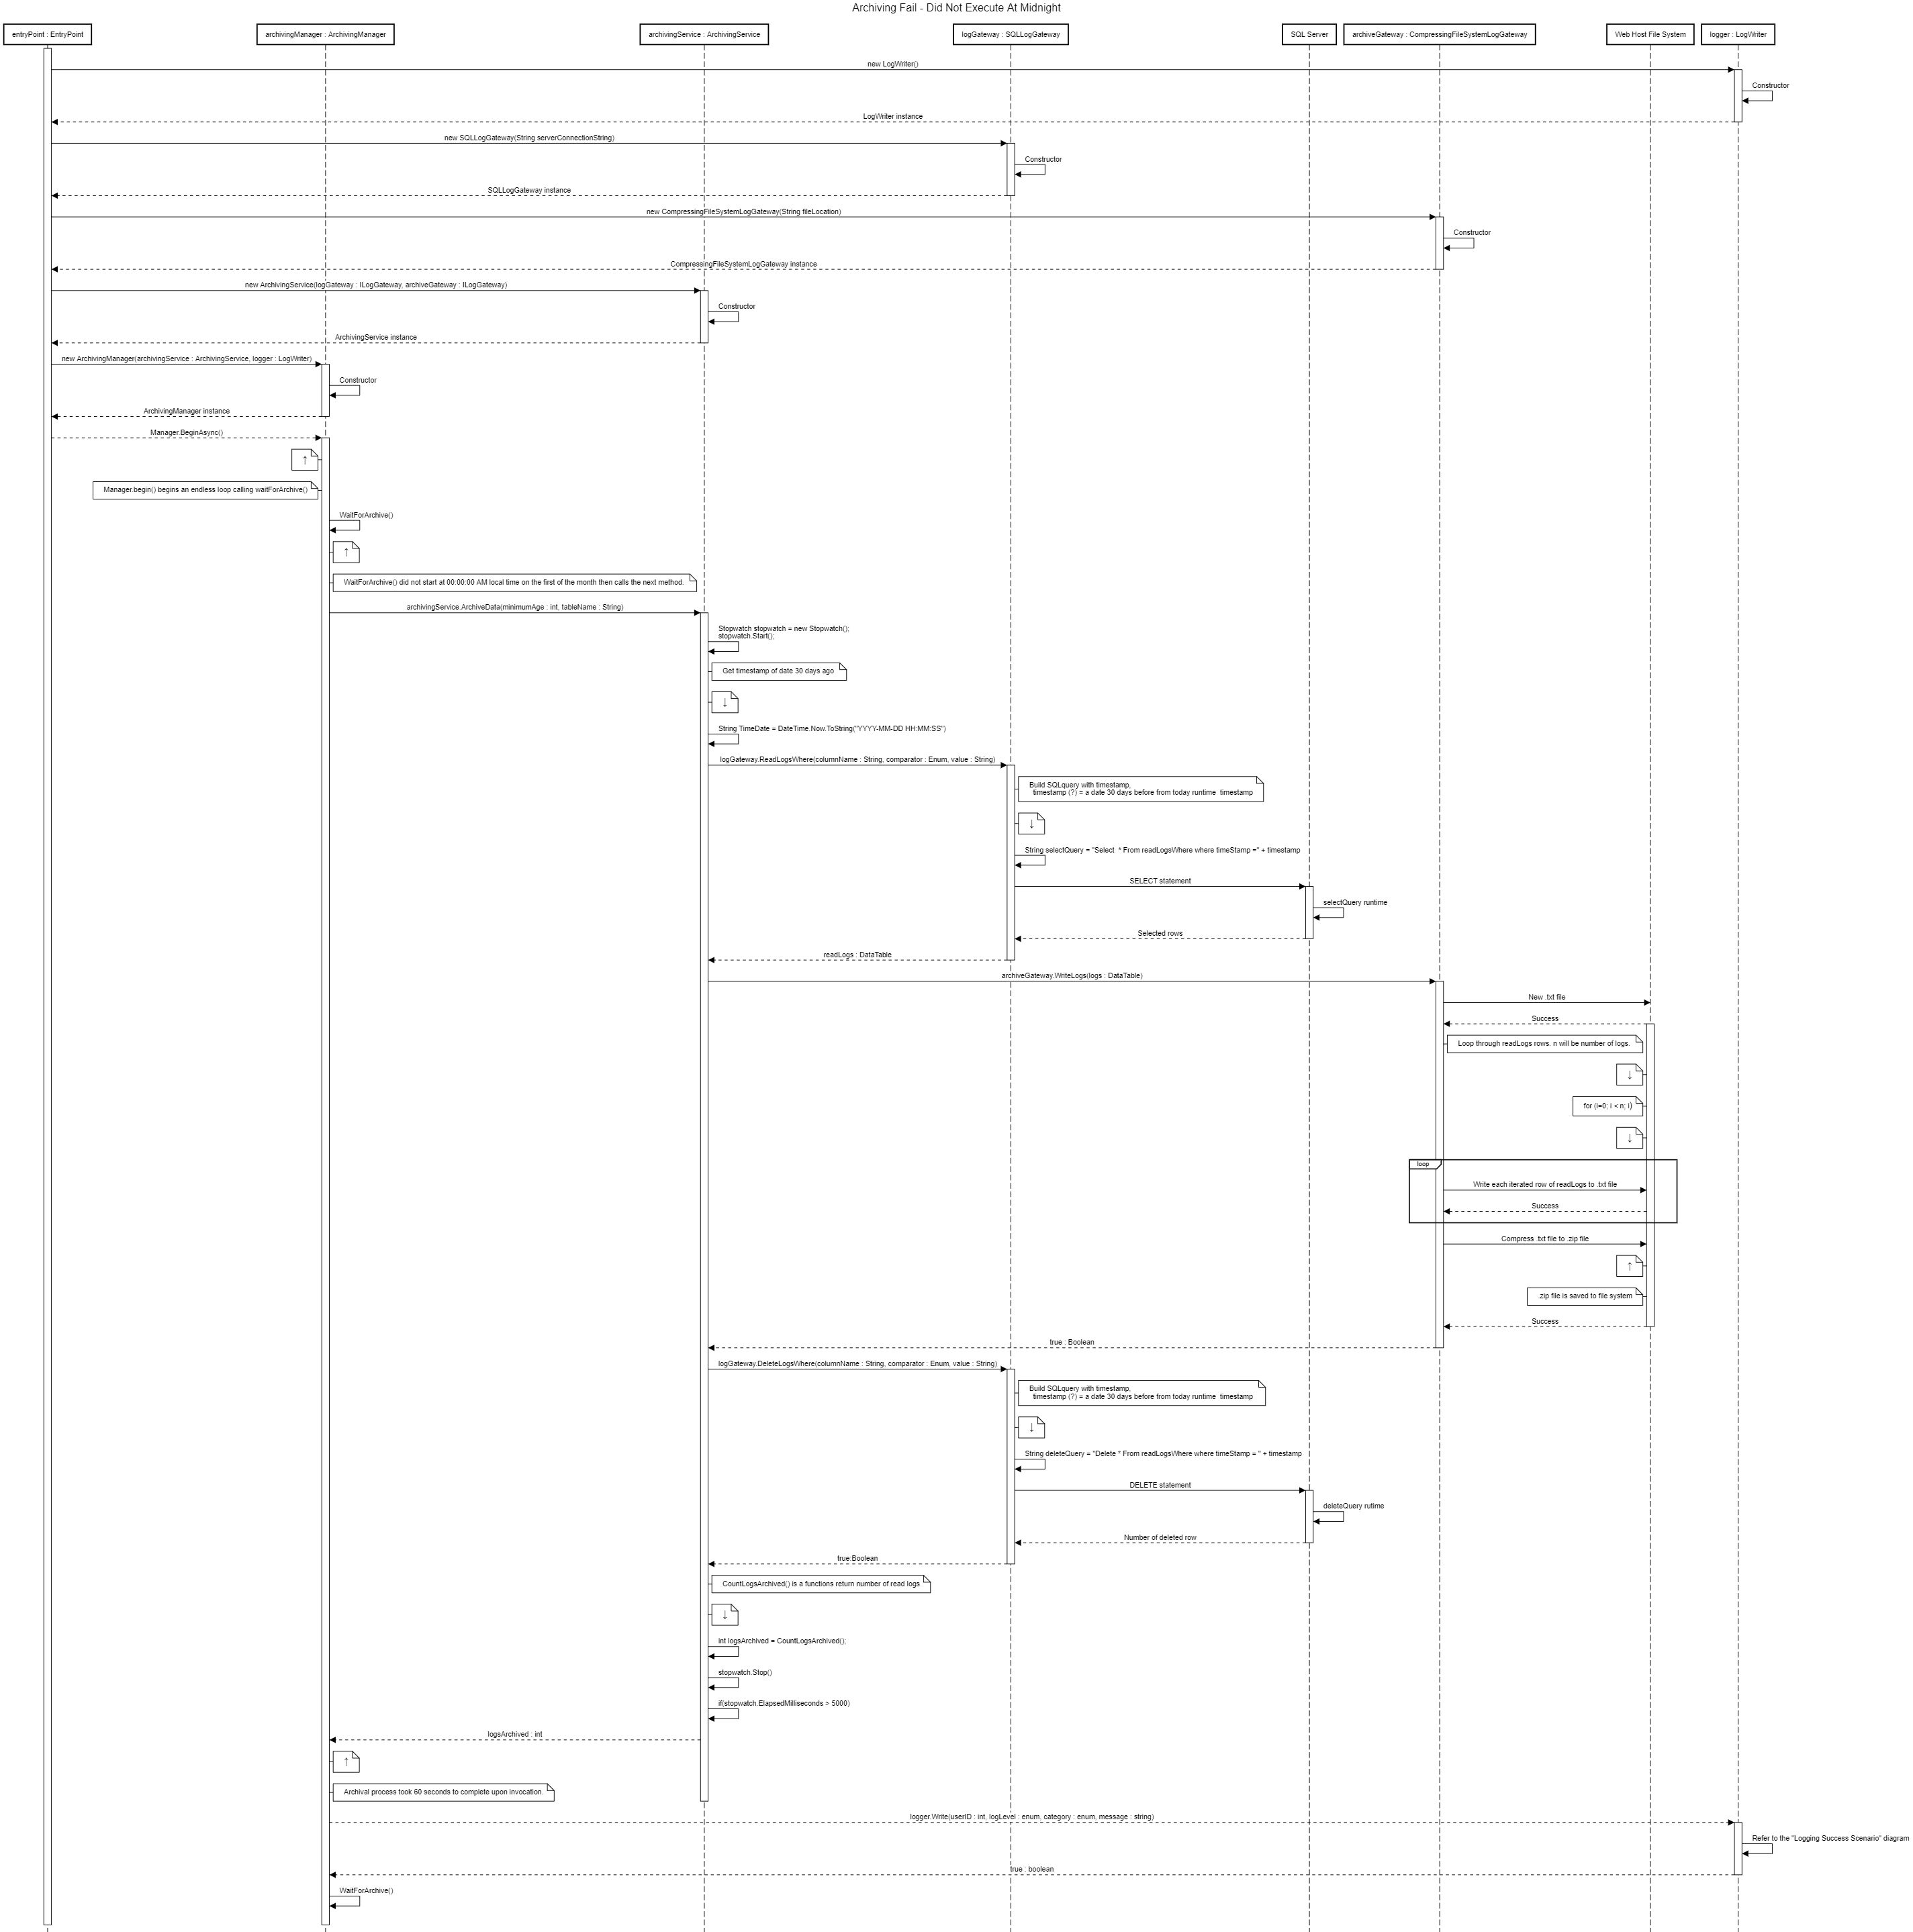 Archiving Fail - Did Not Execute At Midnight
entryPoint : EntryPoint
archivingManager : ArchivingManager
archivingService : ArchivingService
logGateway : SQLLogGateway
SQL Server
archiveGateway : CompressingFileSystemLogGateway
Web Host File System
logger : LogWriter
new LogWriter()
Constructor
LogWriter instance
new SQLLogGateway(String serverConnectionString)
Constructor
SQLLogGateway instance
new CompressingFileSystemLogGateway(String fileLocation)
Constructor
CompressingFileSystemLogGateway instance
new ArchivingService(logGateway : ILogGateway, archiveGateway : ILogGateway)
Constructor
ArchivingService instance
new ArchivingManager(archivingService : ArchivingService, logger : LogWriter)
Constructor
ArchivingManager instance
Manager.BeginAsync()
↑
Manager.begin() begins an endless loop calling waitForArchive()
WaitForArchive()
↑
WaitForArchive() did not start at 00:00:00 AM local time on the first of the month then calls the next method.
archivingService.ArchiveData(minimumAge : int, tableName : String)
Stopwatch stopwatch = new Stopwatch();
stopwatch.Start();
Get timestamp of date 30 days ago
↓
String TimeDate = DateTime.Now.ToString("YYYY-MM-DD HH:MM:SS")
logGateway.ReadLogsWhere(columnName : String, comparator : Enum, value : String)
Build SQLquery with timestamp,
timestamp (?) = a date 30 days before from today runtime  timestamp
↓
String selectQuery = "Select  * From readLogsWhere where timeStamp =" + timestamp
SELECT statement
selectQuery runtime
Selected rows
readLogs : DataTable
archiveGateway.WriteLogs(logs : DataTable)
New .txt file
Success
Loop through readLogs rows. n will be number of logs.
↓
for (i=0; i < n; i)
↓
loop
Write each iterated row of readLogs to .txt file
Success
Compress .txt file to .zip file
↑
.zip file is saved to file system
Success
true : Boolean
logGateway.DeleteLogsWhere(columnName : String, comparator : Enum, value : String)
Build SQLquery with timestamp,
timestamp (?) = a date 30 days before from today runtime  timestamp
↓
String deleteQuery = "Delete * From readLogsWhere where timeStamp = " + timestamp
DELETE statement
deleteQuery rutime
Number of deleted row
true:Boolean
CountLogsArchived() is a functions return number of read logs
↓
int logsArchived = CountLogsArchived();
stopwatch.Stop()
if(stopwatch.ElapsedMilliseconds > 5000)
logsArchived : int
↑
Archival process took 60 seconds to complete upon invocation.
logger.Write(userID : int, logLevel : enum, category : enum, message : string)
Refer to the "Logging Success Scenario" diagram
true : boolean
WaitForArchive()